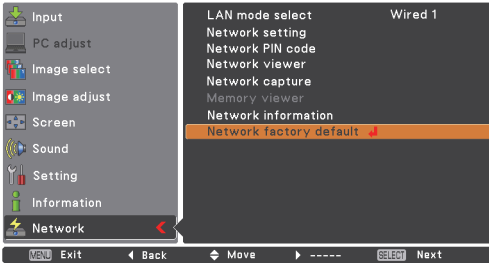 Input
PC adjust
Image select
Image adjust
Screen
Sound
Setting
Information
Network
LAN mode select Wired 1
Network setting
Network PIN code
Network viewer
Network capture
Memory viewer
Network information
Network factory default
MENU Exit Back Move ----- SELECT Next